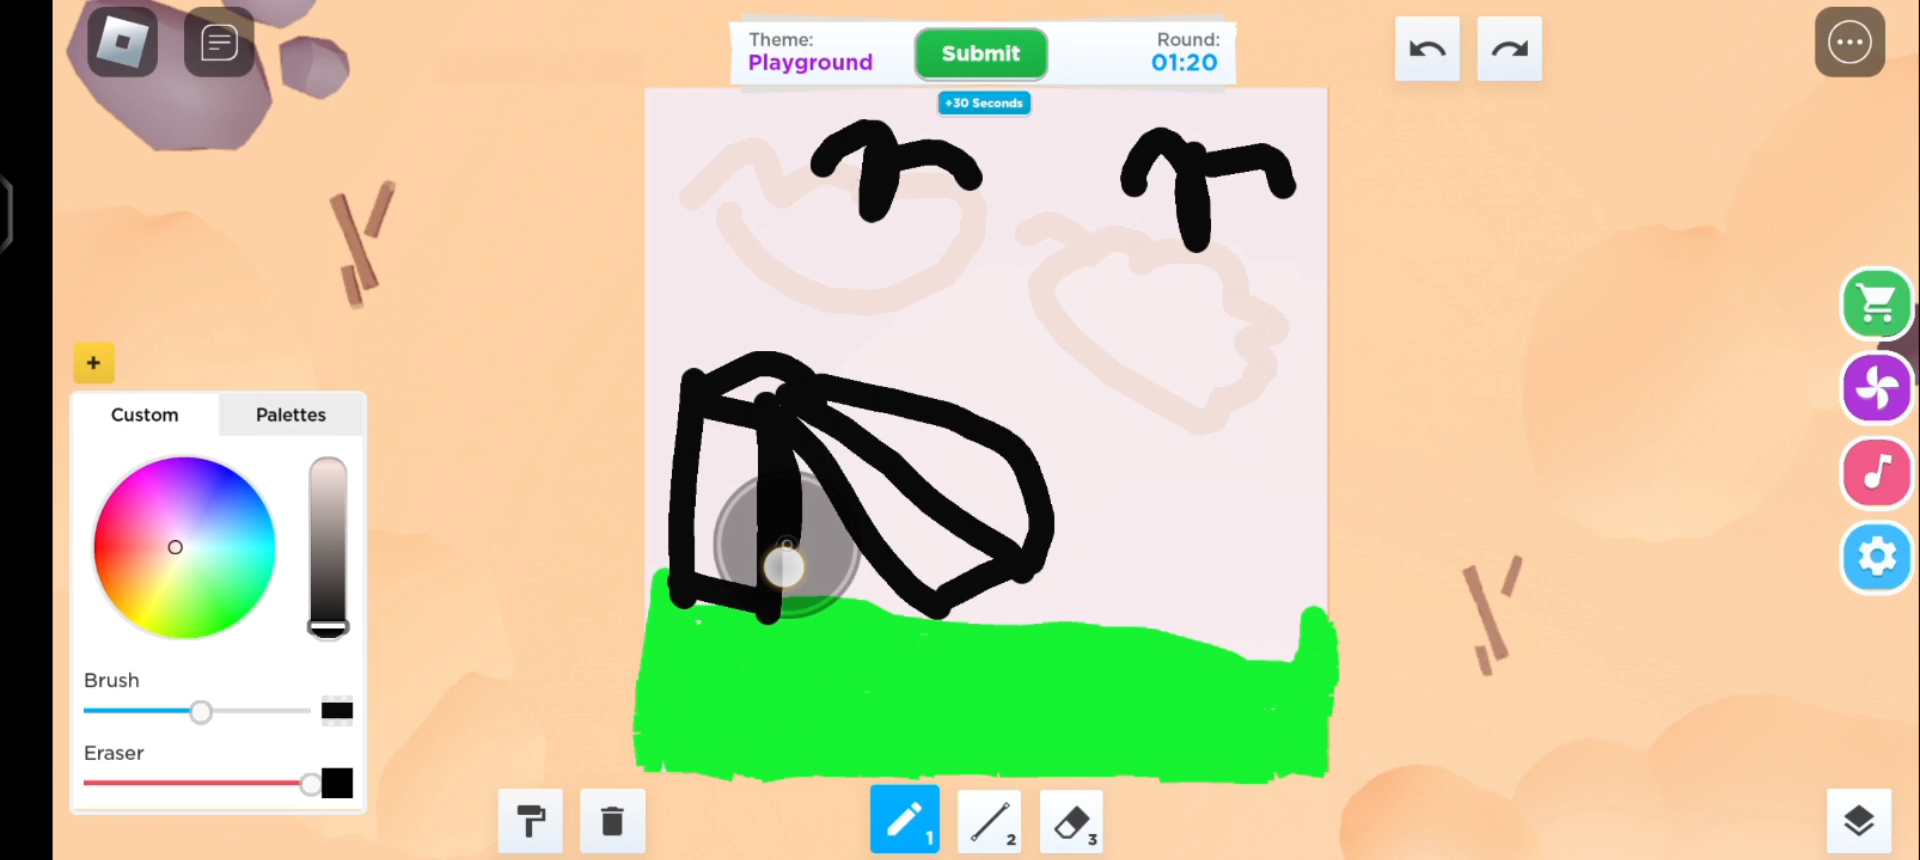 Theme:
Playground
Submit
Round:
01:20
+30 Seconds
+
Custom
Palettes
Brush
Eraser
1
2
3